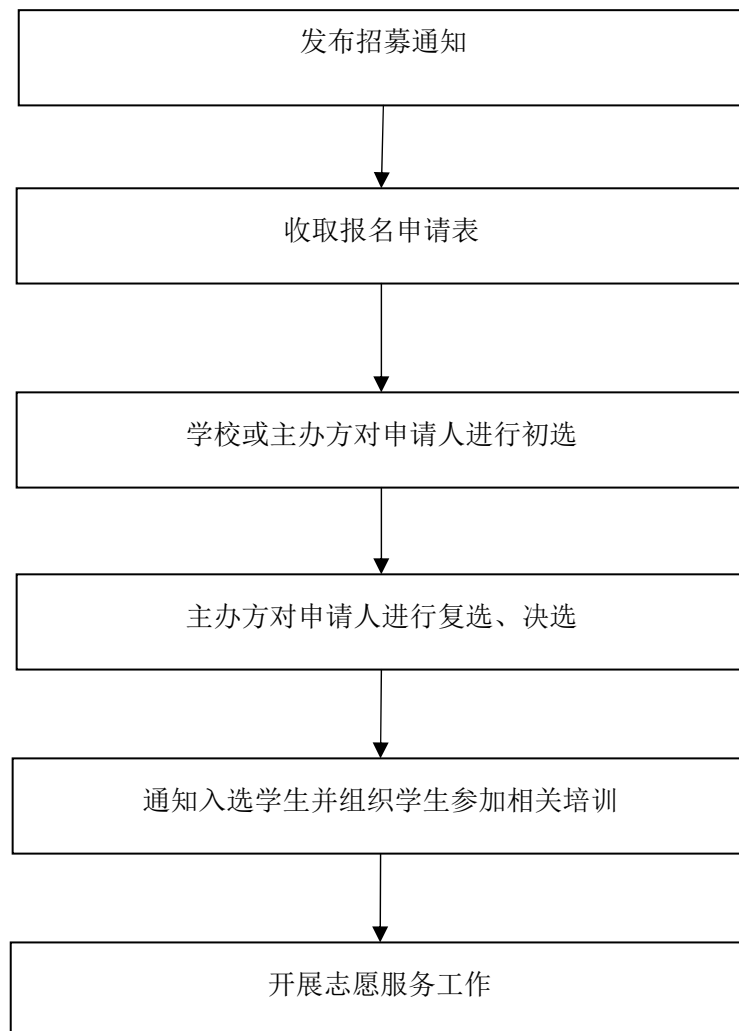 发布招募通知
收取报名申请表
学校或主办方对申请人进行初选
主办方对申请人进行复选、决选
通知入选学生并组织学生参加相关培训
开展志愿服务工作